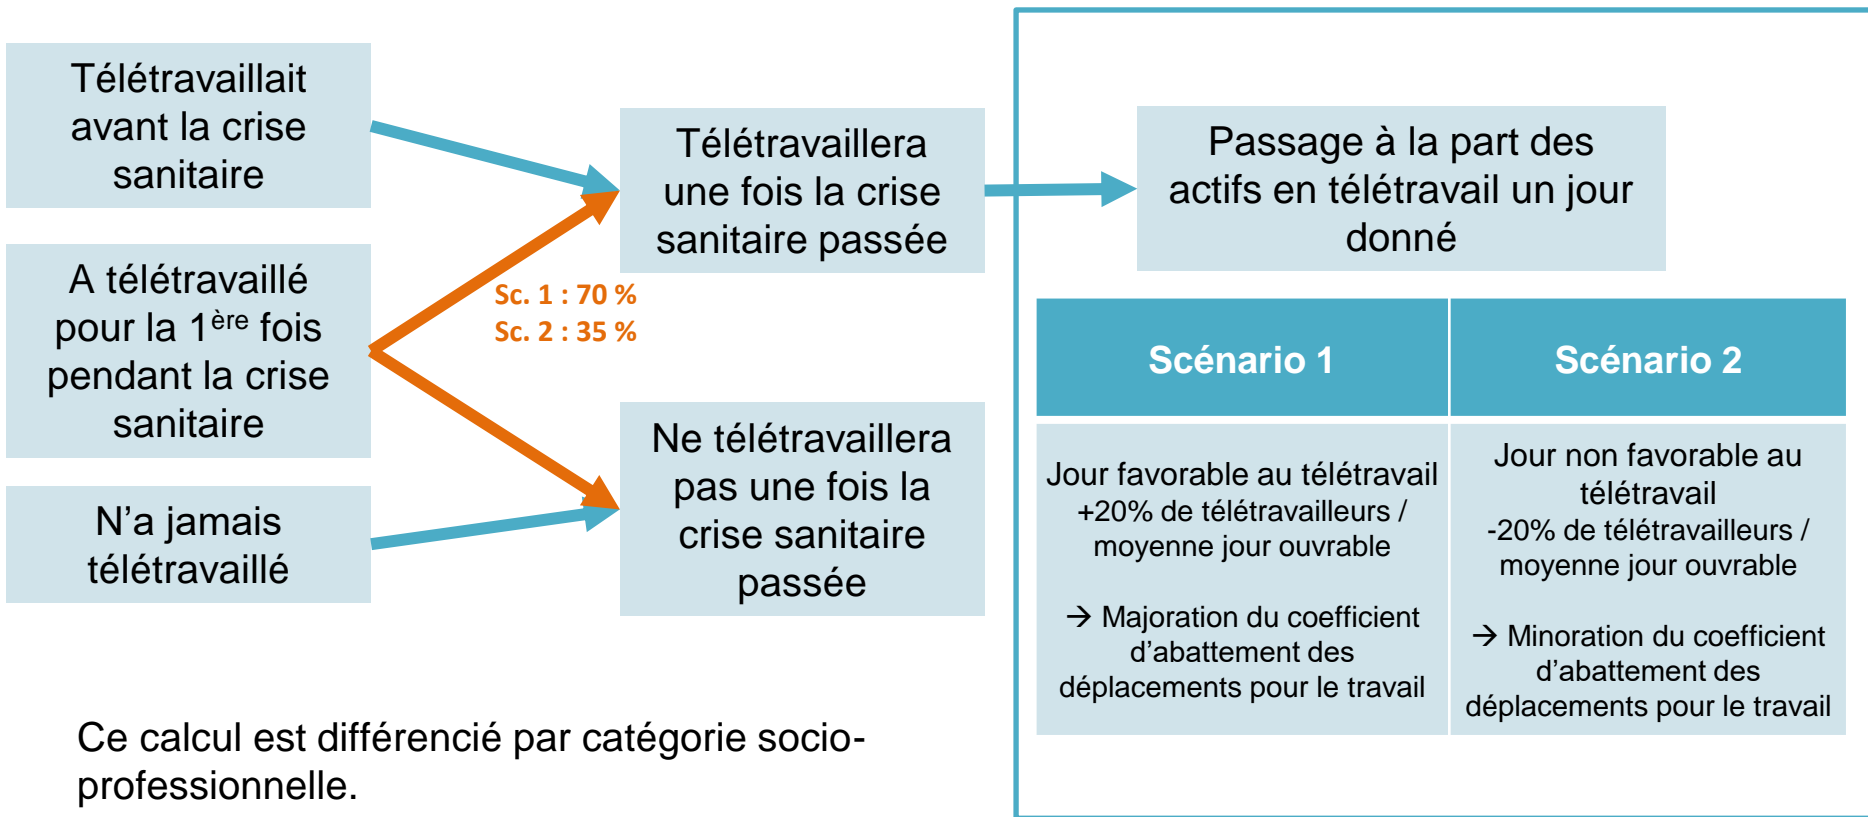 Télétravaillait
avant la crise
sanitaire
A télétravaillé
pour la 1ère fois
pendant la crise
sanitaire
N’a jamais
télétravaillé
Sc. 1 : 70 %
Sc. 2 : 35 %
Télétravaillera
une fois la crise
sanitaire passée
Ne télétravaillera
pas une fois la
crise sanitaire
passée
Passage à la part des
actifs en télétravail un jour
donné
Scénario 1
Jour favorable au télétravail
+20% de télétravailleurs /
moyenne jour ouvrable
→ Majoration du coefficient
d’abattement des
déplacements pour le travail
Scénario 2
Jour non favorable au
télétravail
-20% de télétravailleurs /
moyenne jour ouvrable
→ Minoration du coefficient
d’abattement des
déplacements pour le travail
Ce calcul est différencié par catégorie socio-
professionnelle.